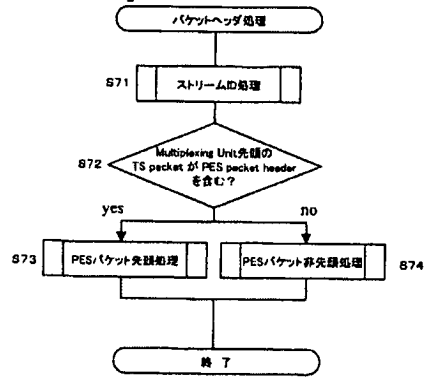 パケットヘッダ処理
S71
ストリームID処理
S72
Multiplexing Unit先頭の
TS packet が PES packet header
を含む?
yes
no
S73
PESパケット先頭処理
PESパケット非先頭処理
S74
終 了